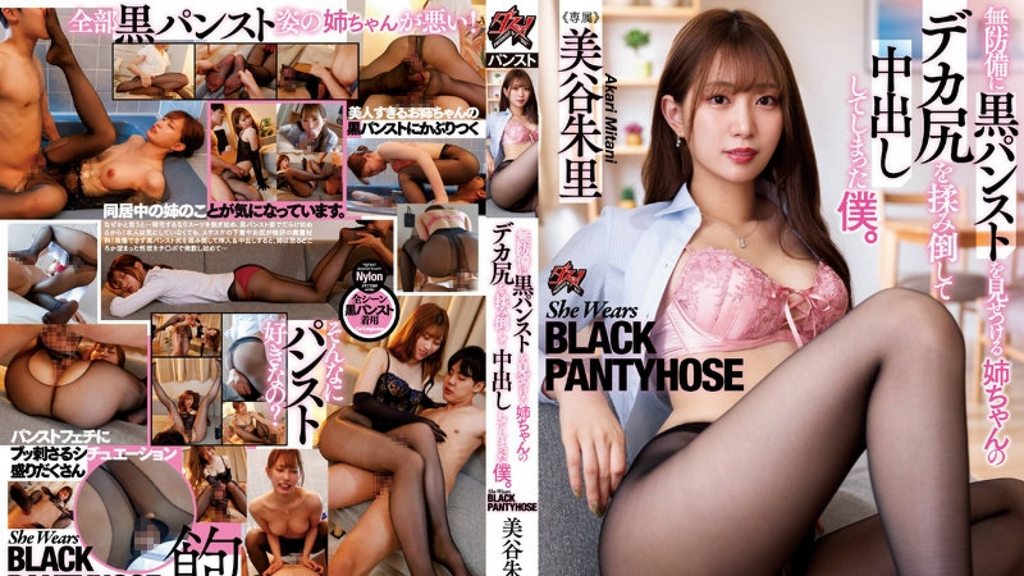 全部黒パンスト姿の姉ちゃんが悪い!
美人すぎるお姉ちゃんの
黒パンストにかぶりつく
同居中の姉のことが気になっています。
Nylon
全シーン
黒パンスト
着用
そんなに
パンスト
好きなの?
パンストフェチに
ブッ刺さるシチュエーション
盛りだくさん
She Wears
BLACK
PANTYHOSE
飽
パンスト
無防備に黒パンストを見せつける姉ちゃんの
デカ尻を揉み倒して
中出し
してしまった僕。
She Wears
BLACK
PANTYHOSE
美谷朱
無防備に黒パンストを見せつける姉ちゃんの
デカ尻を揉み倒して
中出し
してしまった僕。
《専属》
美谷朱里
Akari Mitani
She Wears
BLACK
PANTYHOSE